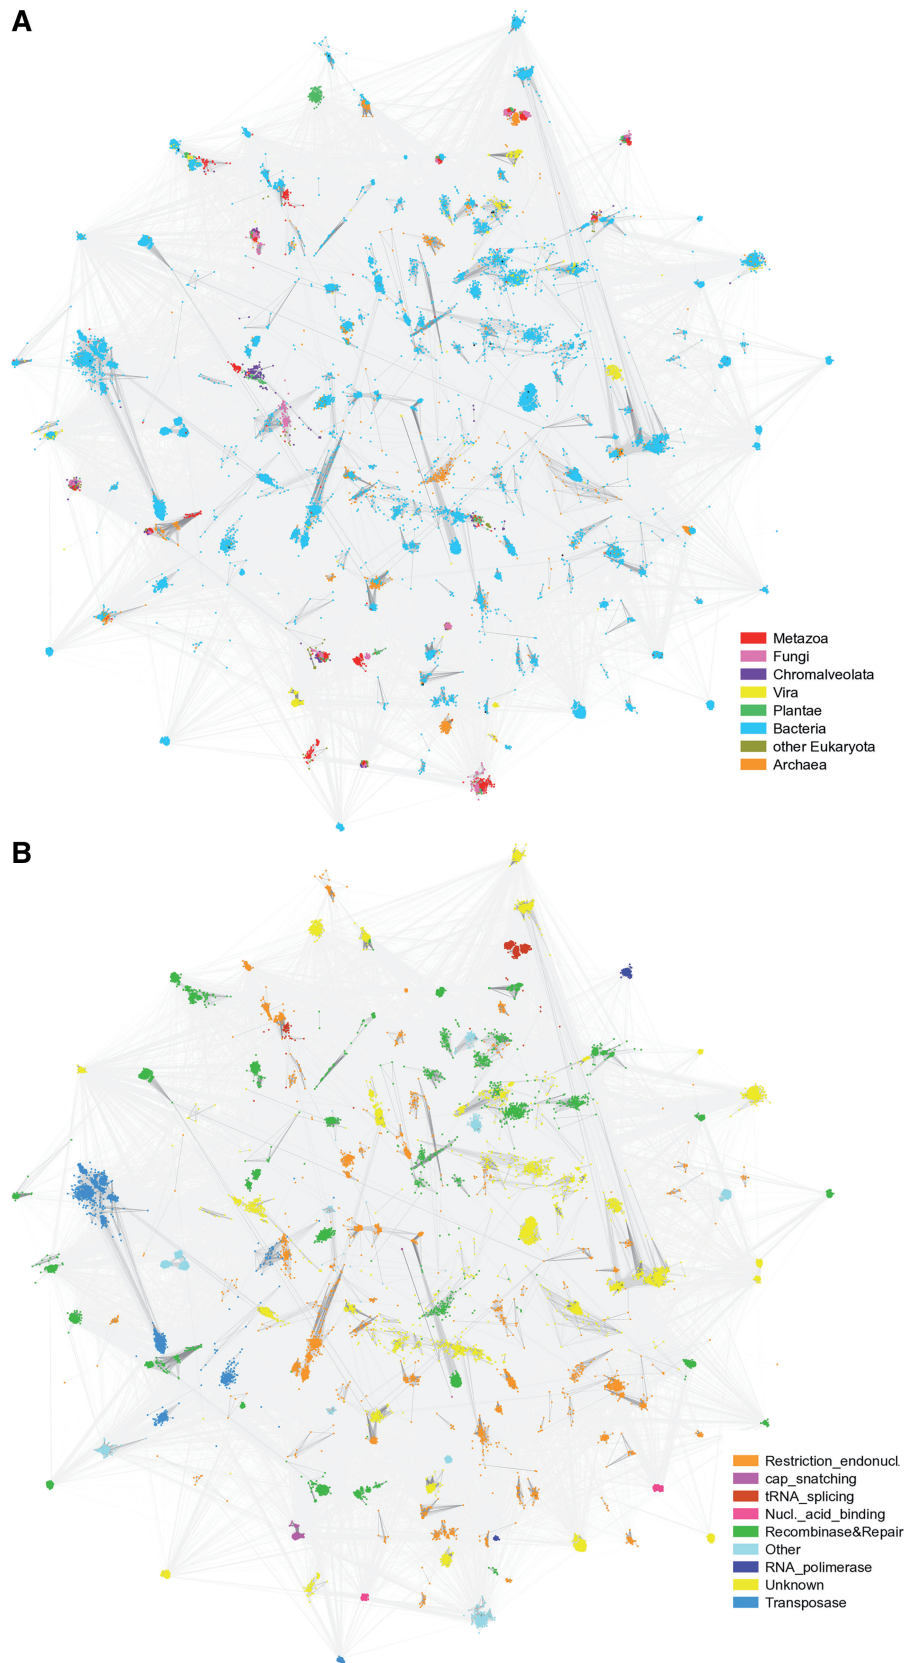 A
Metazoa
Fungi
Chromalveolata
Vira
Plantae
Bacteria
other Eukaryota
Archaea
B
Restriction_endonucl.
cap_snatching
tRNA_splicing
Nucl._acid_binding
Recombinase&Repair
Other
RNA_polimerase
Unknown
Transposase